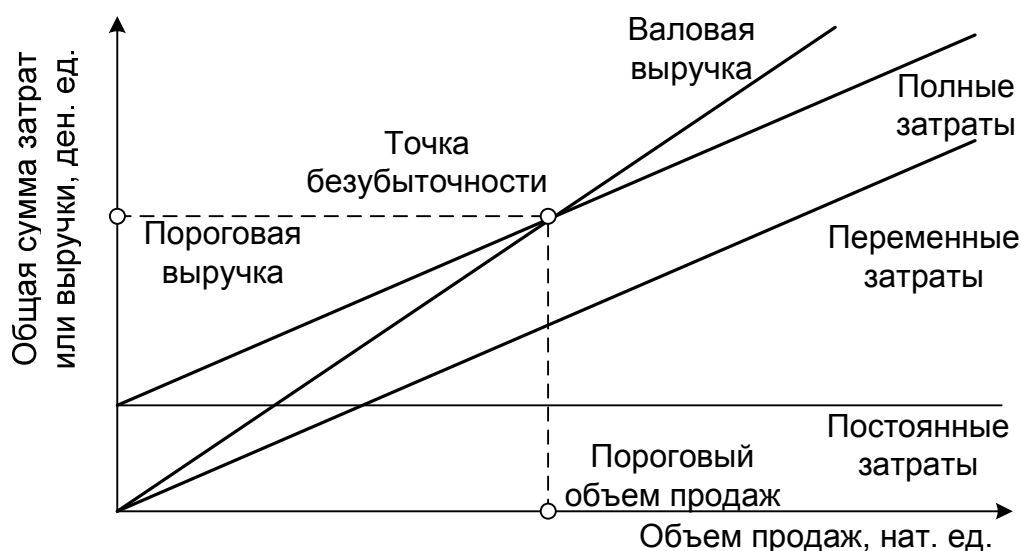 Общая сумма затрат
или выручки, ден. ед.
Валовая
выручка
Полные
затраты
Точка
безубыточности
Пороговая
выручка
Переменные
затраты
Постоянные
затраты
Пороговый
объем продаж
Объем продаж, нат. ед.